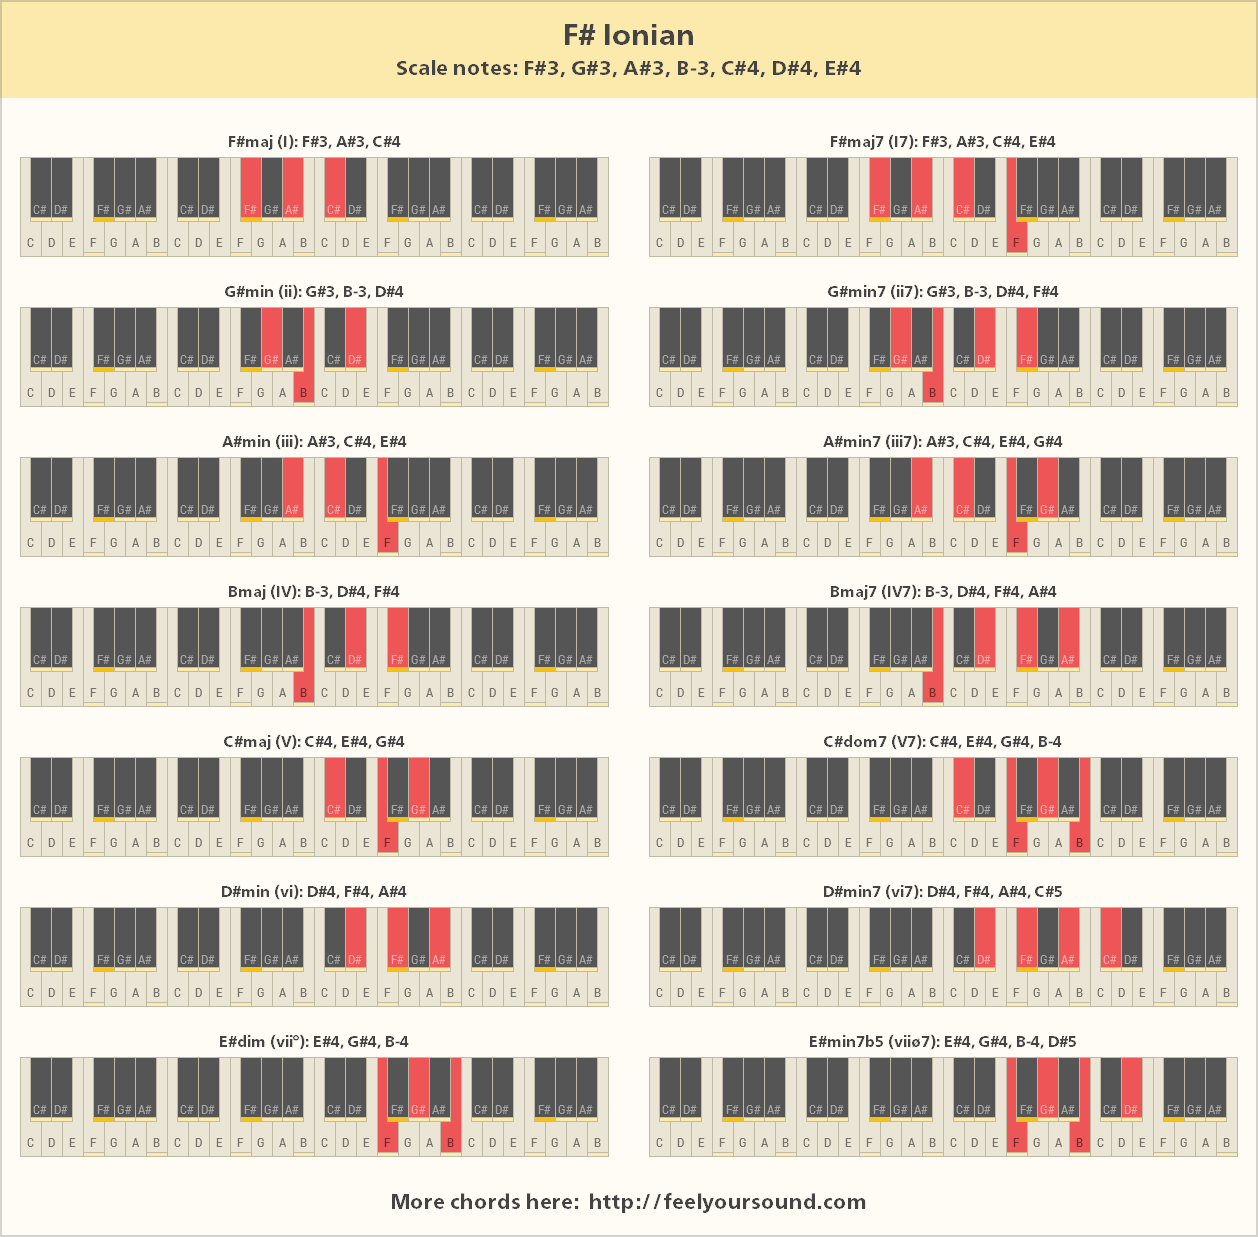 F# Ionian
Scale notes: F#3, G#3, A#3, B-3, C#4, D#4, E#4
F#maj (I): F#3, A#3, C#4
C# D# F# G# A# C# D# F# G# A# C# D# F# G# A# C# D# F# G# A#
C D E F G A B C D E F G A B C D E F G A B C D E F G A B
F#maj7 (I7): F#3, A#3, C#4, E#4
C# D# F# G# A# C# D# F# G# A# C# D# F# G# A# C# D# F# G# A#
C D E F G A B C D E F G A B C D E F G A B C D E F G A B
G#min (ii): G#3, B-3, D#4
C# D# F# G# A# C# D# F# G# A# C# D# F# G# A# C# D# F# G# A#
C D E F G A B C D E F G A B C D E F G A B C D E F G A B
G#min7 (ii7): G#3, B-3, D#4, F#4
C# D# F# G# A# C# D# F# G# A# C# D# F# G# A# C# D# F# G# A#
C D E F G A B C D E F G A B C D E F G A B C D E F G A B
A#min (iii): A#3, C#4, E#4
C# D# F# G# A# C# D# F# G# A# C# D# F# G# A# C# D# F# G# A#
C D E F G A B C D E F G A B C D E F G A B C D E F G A B
A#min7 (iii7): A#3, C#4, E#4, G#4
C# D# F# G# A# C# D# F# G# A# C# D# F# G# A# C# D# F# G# A#
C D E F G A B C D E F G A B C D E F G A B C D E F G A B
Bmaj (IV): B-3, D#4, F#4
C# D# F# G# A# C# D# F# G# A# C# D# F# G# A# C# D# F# G# A#
C D E F G A B C D E F G A B C D E F G A B C D E F G A B
Bmaj7 (IV7): B-3, D#4, F#4, A#4
C# D# F# G# A# C# D# F# G# A# C# D# F# G# A# C# D# F# G# A#
C D E F G A B C D E F G A B C D E F G A B C D E F G A B
C#maj (V): C#4, E#4, G#4
C# D# F# G# A# C# D# F# G# A# C# D# F# G# A# C# D# F# G# A#
C D E F G A B C D E F G A B C D E F G A B C D E F G A B
C#dom7 (V7): C#4, E#4, G#4, B-4
C# D# F# G# A# C# D# F# G# A# C# D# F# G# A# C# D# F# G# A#
C D E F G A B C D E F G A B C D E F G A B C D E F G A B
D#min (vi): D#4, F#4, A#4
C# D# F# G# A# C# D# F# G# A# C# D# F# G# A# C# D# F# G# A#
C D E F G A B C D E F G A B C D E F G A B C D E F G A B
D#min7 (vi7): D#4, F#4, A#4, C#5
C# D# F# G# A# C# D# F# G# A# C# D# F# G# A# C# D# F# G# A#
C D E F G A B C D E F G A B C D E F G A B C D E F G A B
E#dim (vii°): E#4, G#4, B-4
C# D# F# G# A# C# D# F# G# A# C# D# F# G# A# C# D# F# G# A#
C D E F G A B C D E F G A B C D E F G A B C D E F G A B
E#min7b5 (viiø7): E#4, G#4, B-4, D#5
C# D# F# G# A# C# D# F# G# A# C# D# F# G# A# C# D# F# G# A#
C D E F G A B C D E F G A B C D E F G A B C D E F G A B
More chords here: http://feelyoursound.com